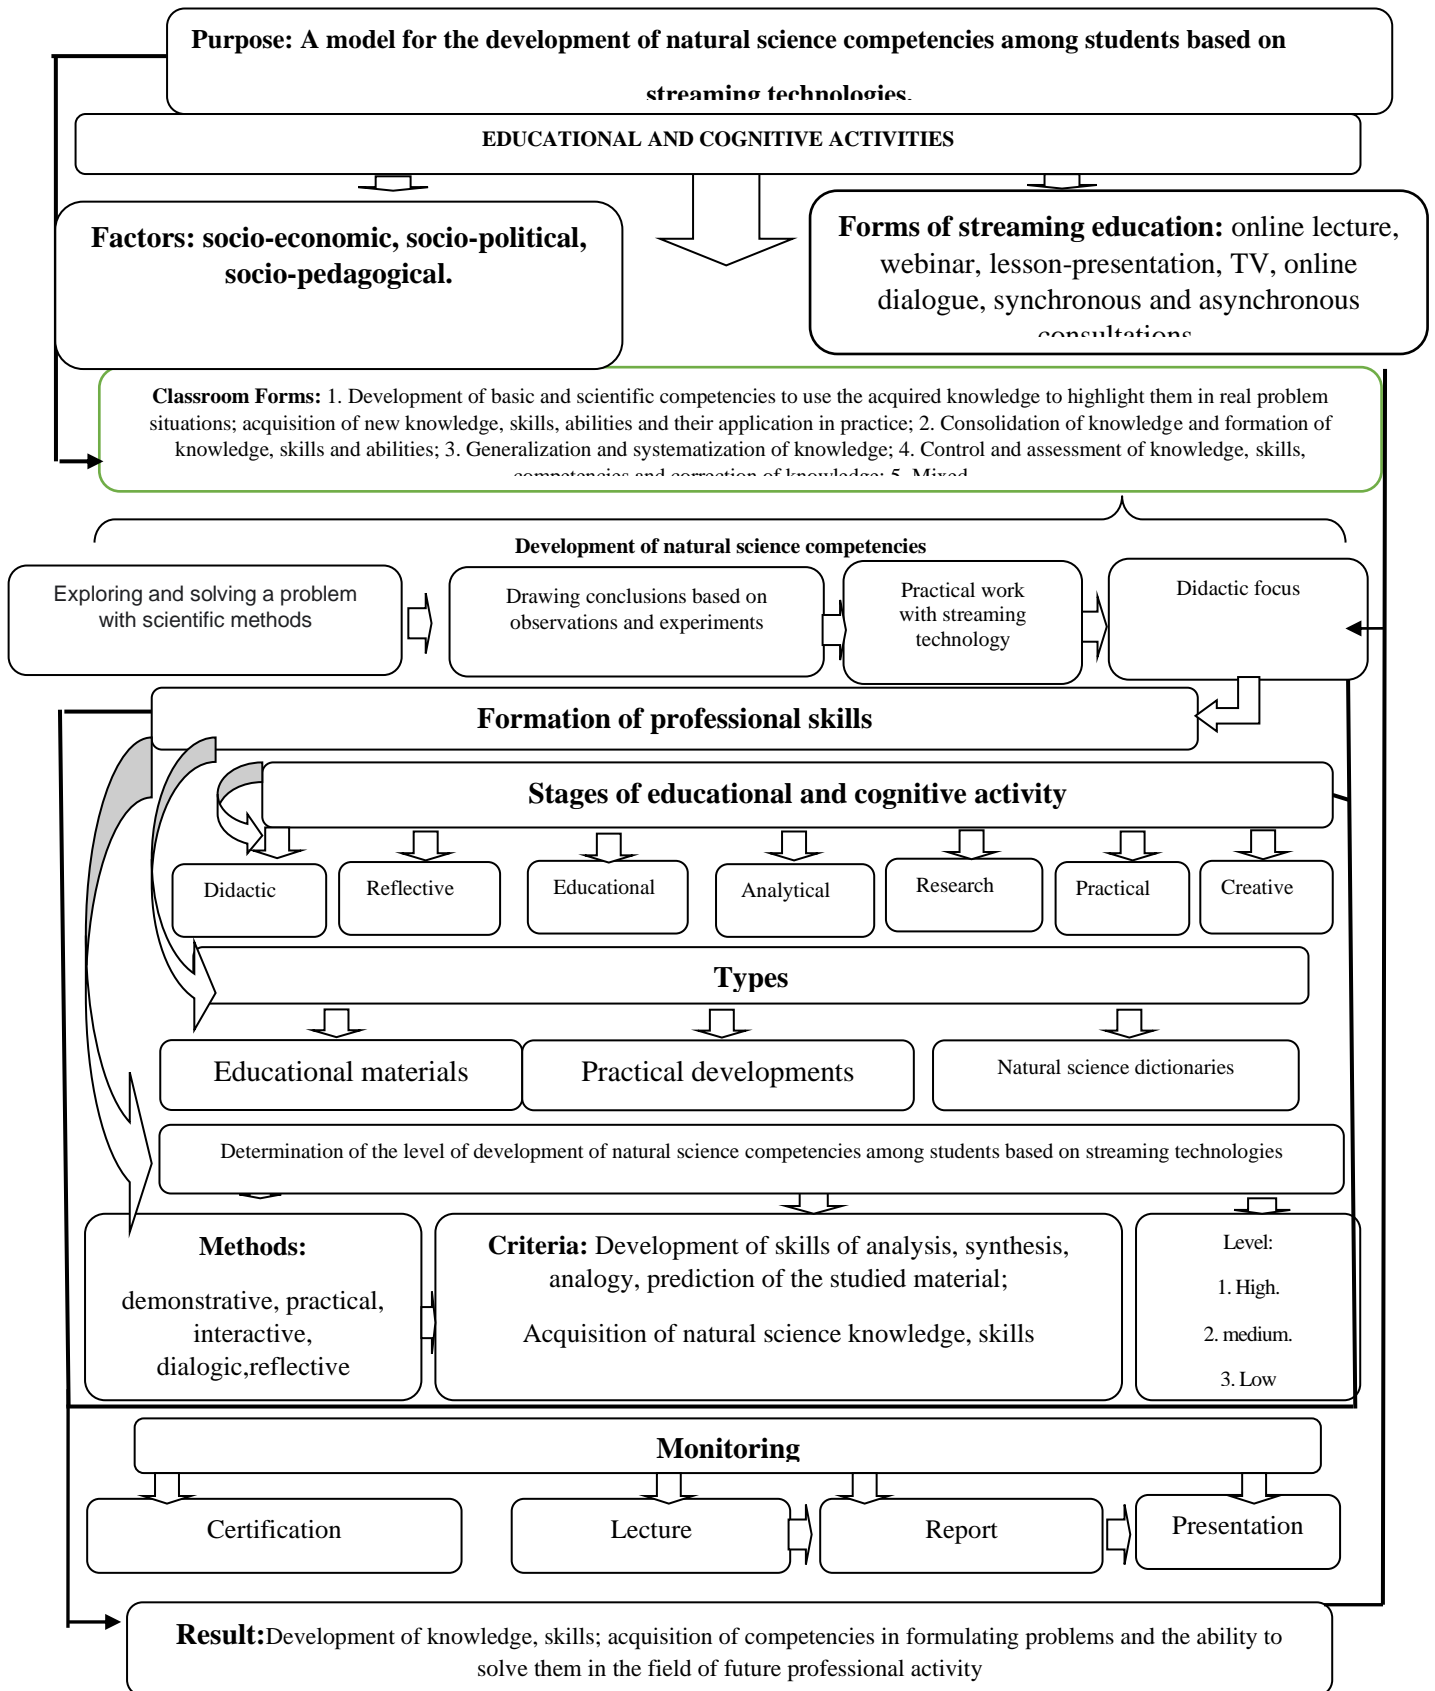 Purpose: A model for the development of natural science competencies among students based on
streaming technologies.
EDUCATIONAL AND COGNITIVE ACTIVITIES
Factors: socio-economic, socio-political,
socio-pedagogical.
Forms of streaming education: online lecture,
webinar, lesson-presentation, TV, online
dialogue, synchronous and asynchronous
consultations
Classroom Forms: 1. Development of basic and scientific competencies to use the acquired knowledge to highlight them in real problem
situations; acquisition of new knowledge, skills, abilities and their application in practice; 2. Consolidation of knowledge and formation of
knowledge, skills and abilities; 3. Generalization and systematization of knowledge; 4. Control and assessment of knowledge, skills,
competencies and correction of knowledge; 5. Mixed
Development of natural science competencies
Exploring and solving a problem
with scientific methods
Drawing conclusions based on
observations and experiments
Practical work
with streaming
technology
Didactic focus
Formation of professional skills
Stages of educational and cognitive activity
Didactic
Reflective
Educational
Analytical
Research
Practical
Creative
Types
Educational materials
Practical developments
Natural science dictionaries
Determination of the level of development of natural science competencies among students based on streaming technologies
Methods:
demonstrative, practical,
interactive,
dialogic,reflective
Criteria: Development of skills of analysis, synthesis,
analogy, prediction of the studied material;
Acquisition of natural science knowledge, skills
Level:
1. High.
2. medium.
3. Low
Monitoring
Certification
Lecture
Report
Presentation
Result:Development of knowledge, skills; acquisition of competencies in formulating problems and the ability to
solve them in the field of future professional activity